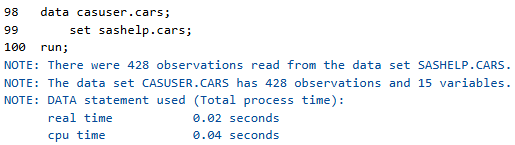 98   data casuser.cars;
99       set sashelp.cars;
100  run;
NOTE: There were 428 observations read from the data set SASHELP.CARS.
NOTE: The data set CASUSER.CARS has 428 observations and 15 variables.
NOTE: DATA statement used (Total process time):
      real time           0.02 seconds
      cpu time            0.04 seconds